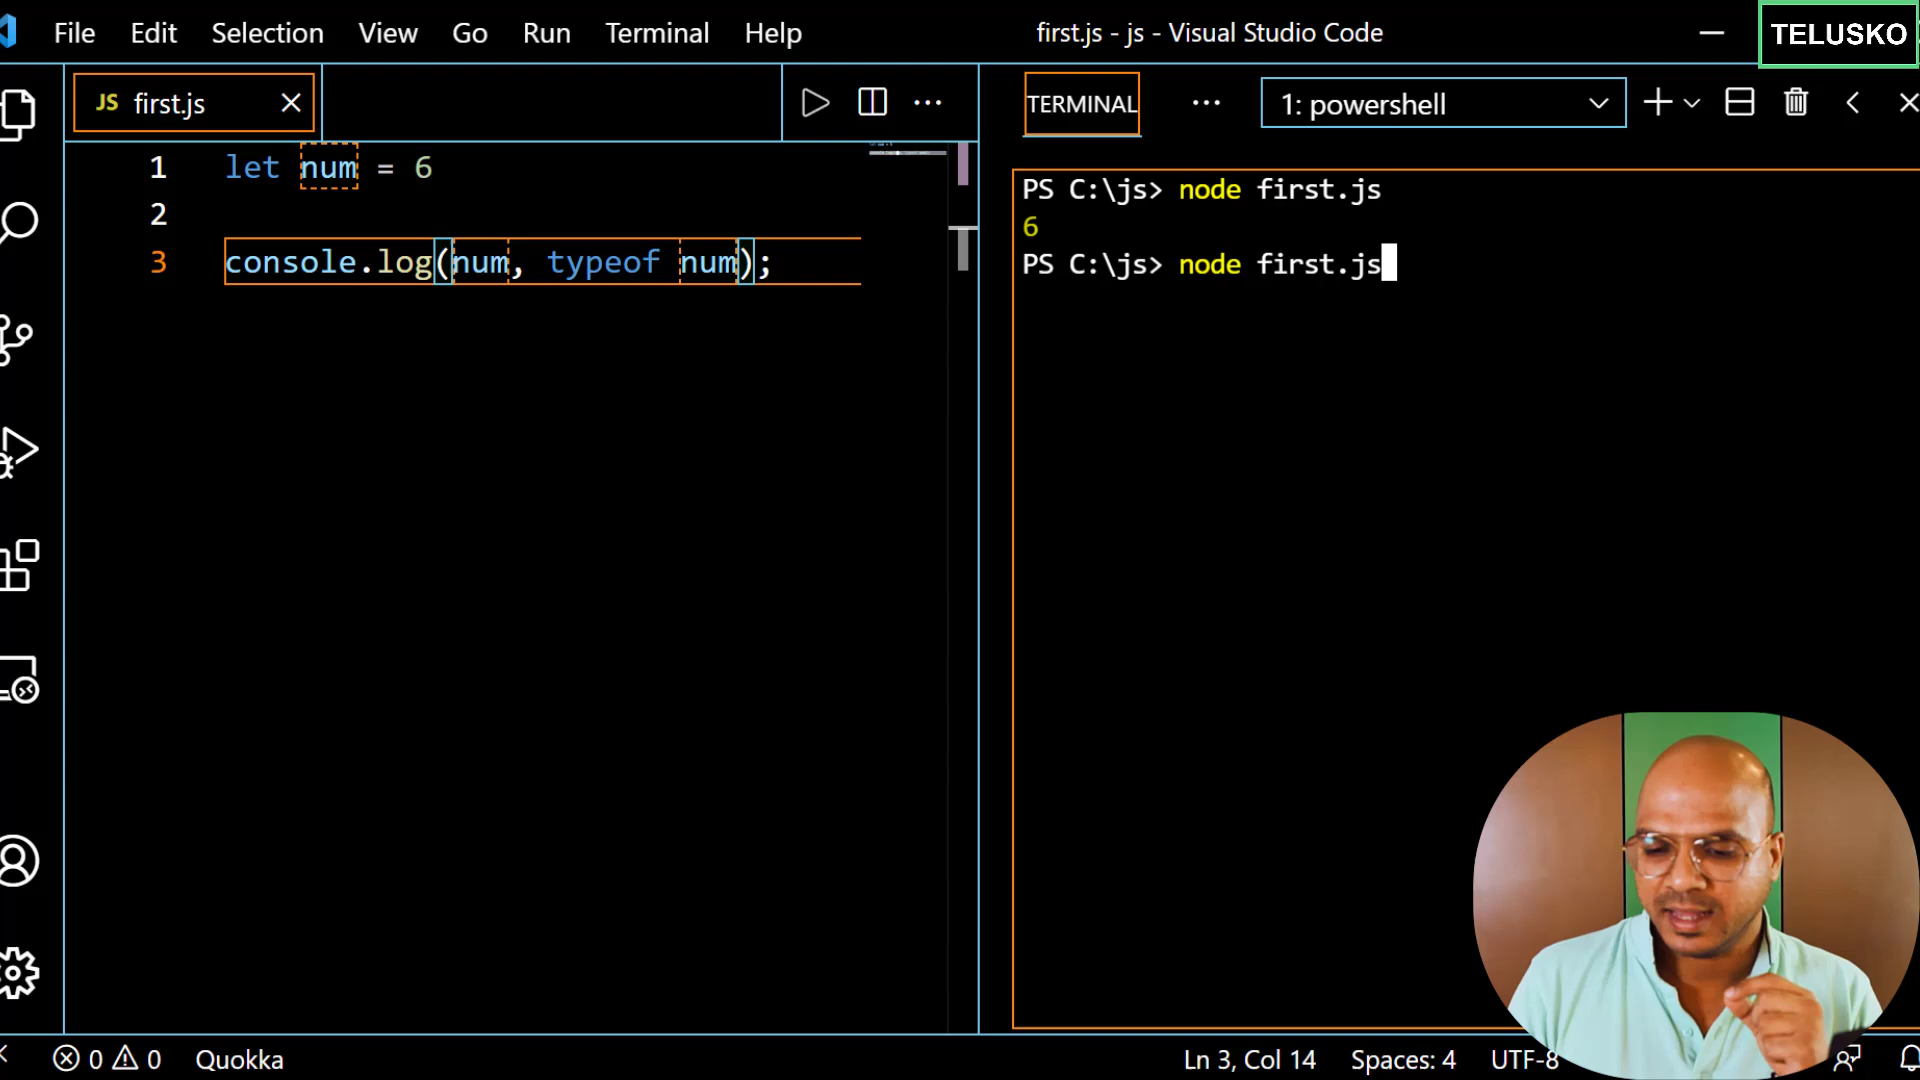 File Edit Selection View Go Run Terminal Help first.js - js - Visual Studio Code TELUSKO
JS first.js
TERMINAL 1: powershell
1 let num = 6
2
3 console.log(num, typeof num);
PS C:\js> node first.js
6
PS C:\js> node first.js
0 0 Quokka Ln 3, Col 14 Spaces: 4 UTF-8